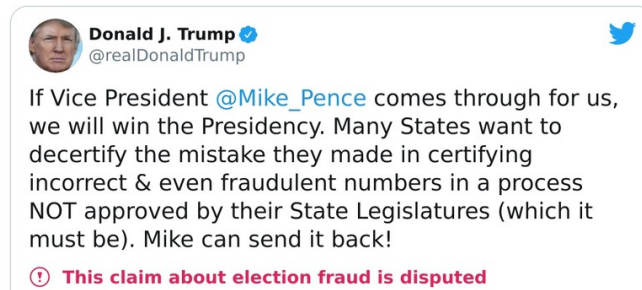 Donald J. Trump
@realDonaldTrump
If Vice President @Mike_Pence comes through for us,
we will win the Presidency. Many States want to
decertify the mistake they made in certifying
incorrect & even fraudulent numbers in a process
NOT approved by their State Legislatures (which it
must be). Mike can send it back!
This claim about election fraud is disputed